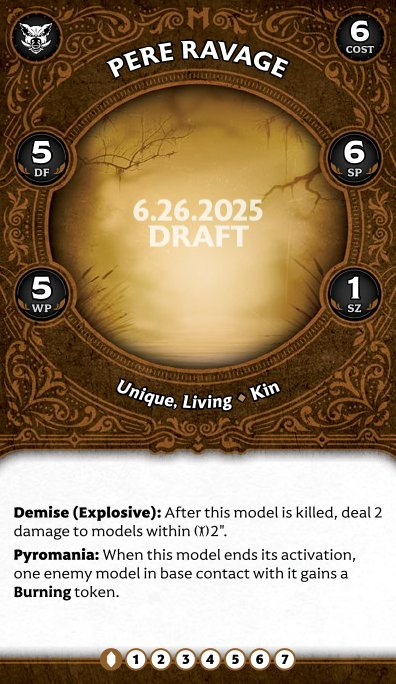 PERE RAVAGE
6
COST
5
DF
6
SP
6.26.2025
DRAFT
5
WP
1
SZ
Unique, Living • Kin
Demise (Explosive): After this model is killed, deal 2
damage to models within 2".
Pyromania: When this model ends its activation,
one enemy model in base contact with it gains a
Burning token.
1 2 3 4 5 6 7